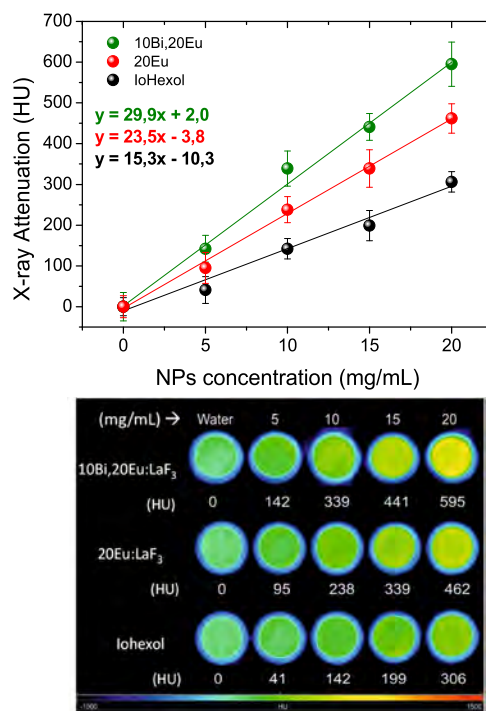 700
600
500
400
300
200
100
0
X-ray Attenuation (HU)
10Bi,20Eu
20Eu
IoHexol
y = 29,9x + 2,0
y = 23,5x - 3,8
y = 15,3x - 10,3
0 5 10 15 20
NPs concentration (mg/mL)
(mg/mL) → Water 5 10 15 20
10Bi,20Eu:LaF₃
(HU) 0 142 339 441 595
20Eu:LaF₃
(HU) 0 95 238 339 462
Iohexol
(HU) 0 41 142 199 306
-1000 HU 1500